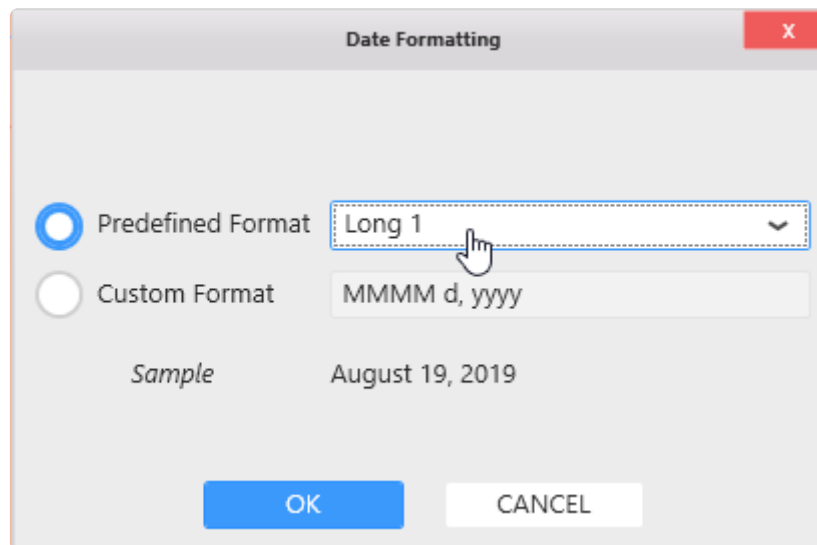 Date Formatting
X
Predefined Format Long 1
Custom Format MMMM d, yyyy
Sample August 19, 2019
OK CANCEL